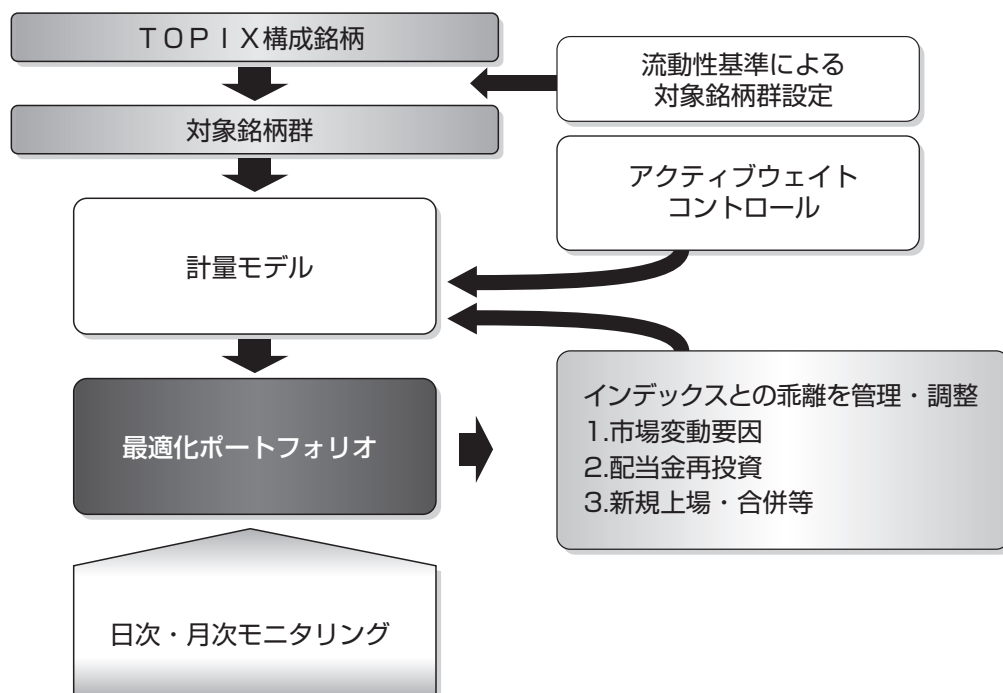 ＴＯＰＩＸ構成銘柄
流動性基準による
対象銘柄群設定
対象銘柄群
アクティブウェイト
コントロール
計量モデル
最適化ポートフォリオ
インデックスとの乖離を管理・調整
1.市場変動要因
2.配当金再投資
3.新規上場・合併等
日次・月次モニタリング